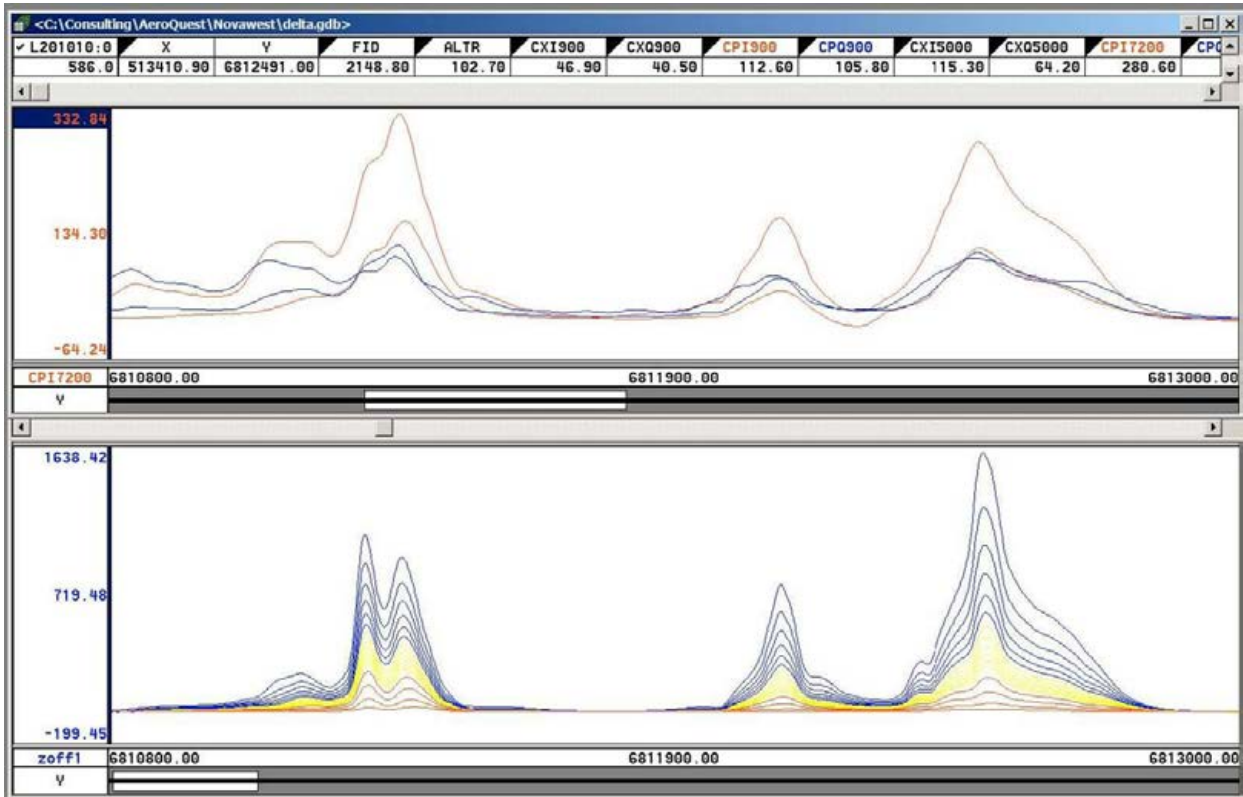 <C:\Consulting\AeroQuest\Novawest\delta.gdb>
✓ L201010:0 X Y FID ALTR CXI900 CXQ900 CPI900 CPQ900 CXI5000 CXQ5000 CPI7200 CPQ
586.0 513410.90 6812491.00 2148.80 102.70 46.90 40.50 112.60 105.80 115.30 64.20 280.60
332.84
134.30
-64.24
CPI7200 6810800.00 6811900.00 6813000.00
Y
1638.42
719.48
-199.45
zoff1 6810800.00 6811900.00 6813000.00
Y